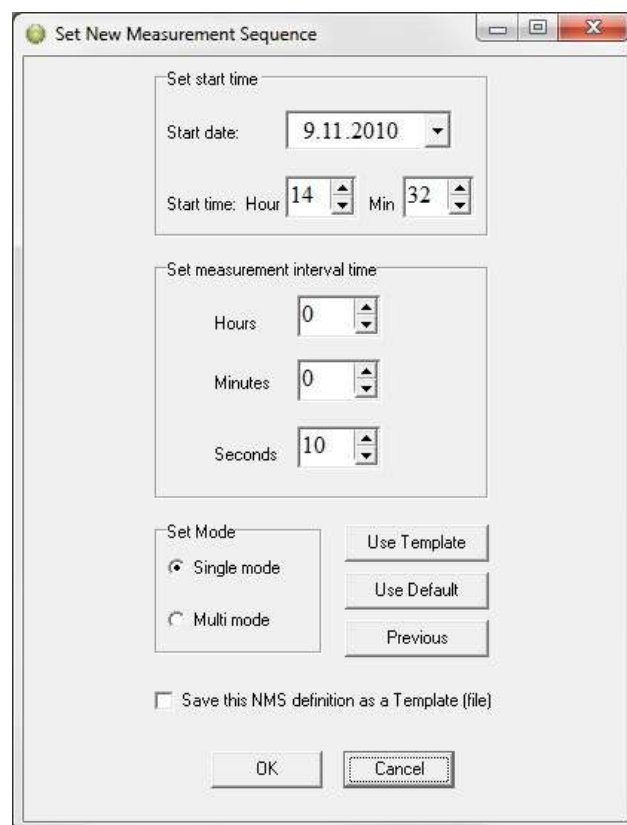 Set New Measurement Sequence
Set start time
Start date: 9.11.2010
Start time: Hour 14 Min 32
Set measurement interval time
Hours 0
Minutes 0
Seconds 10
Set Mode
Single mode
Multi mode
Use Template
Use Default
Previous
Save this NMS definition as a Template (file)
OK Cancel